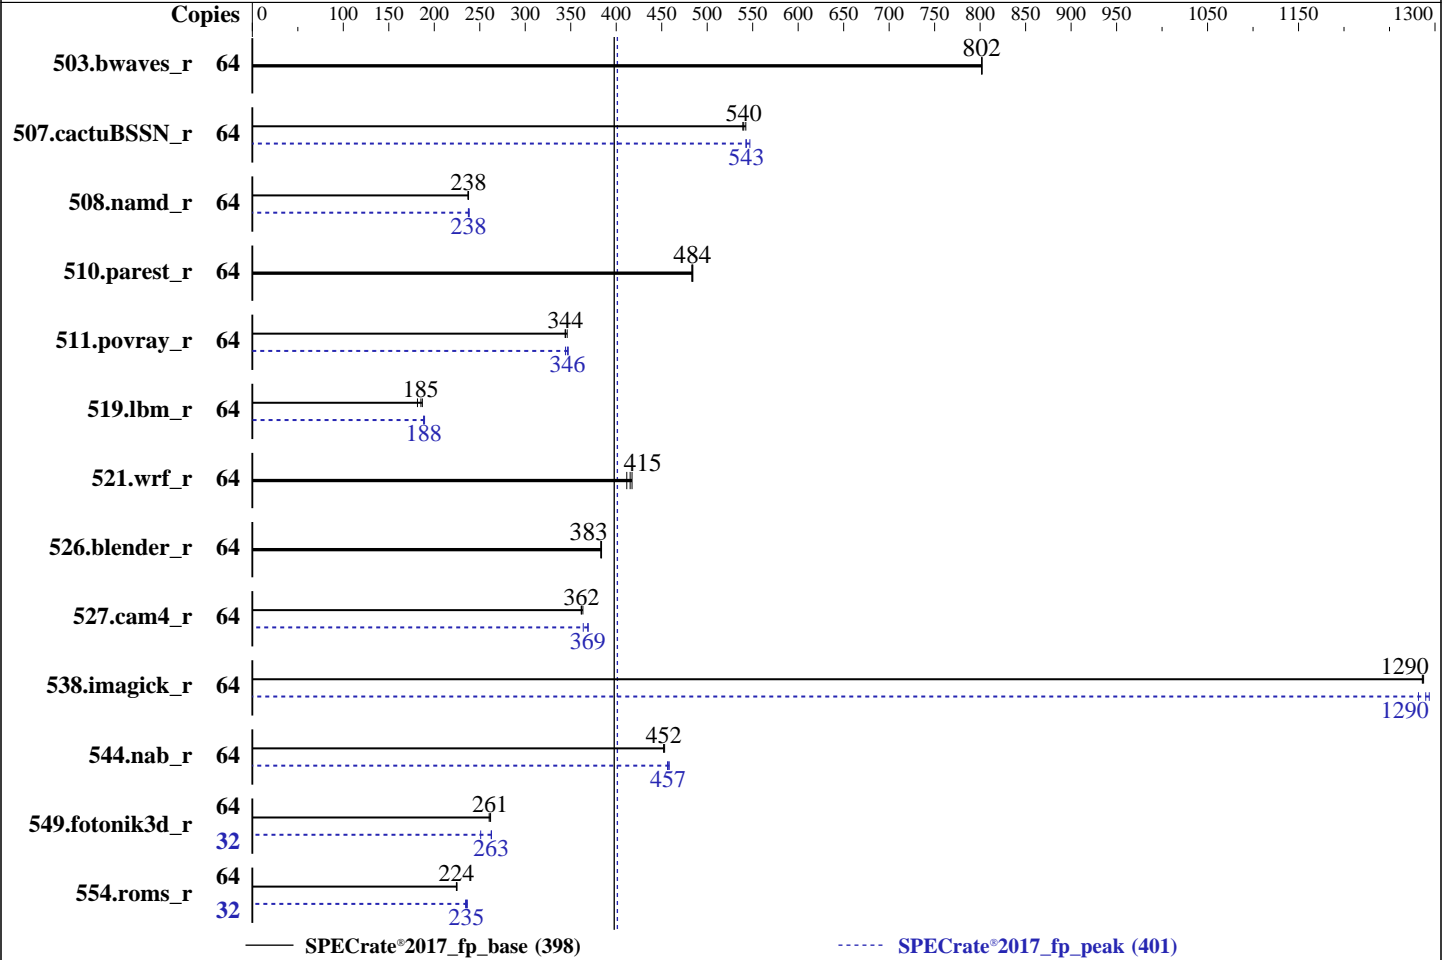 Copies 0 100 150 200 250 300 350 400 450 500 550 600 650 700 750 800 850 900 950 1050 1150 1300
503.bwaves_r 64 802
507.cactuBSSN_r 64 540
543
508.namd_r 64 238
238
510.parest_r 64 484
511.povray_r 64 344
346
519.lbm_r 64 185
188
521.wrf_r 64 415
526.blender_r 64 383
527.cam4_r 64 362
369
538.imagick_r 64 1290
1290
544.nab_r 64 452
457
549.fotonik3d_r 64 261
32 263
554.roms_r 64 224
32 235
SPECrate®2017_fp_base (398) SPECrate®2017_fp_peak (401)